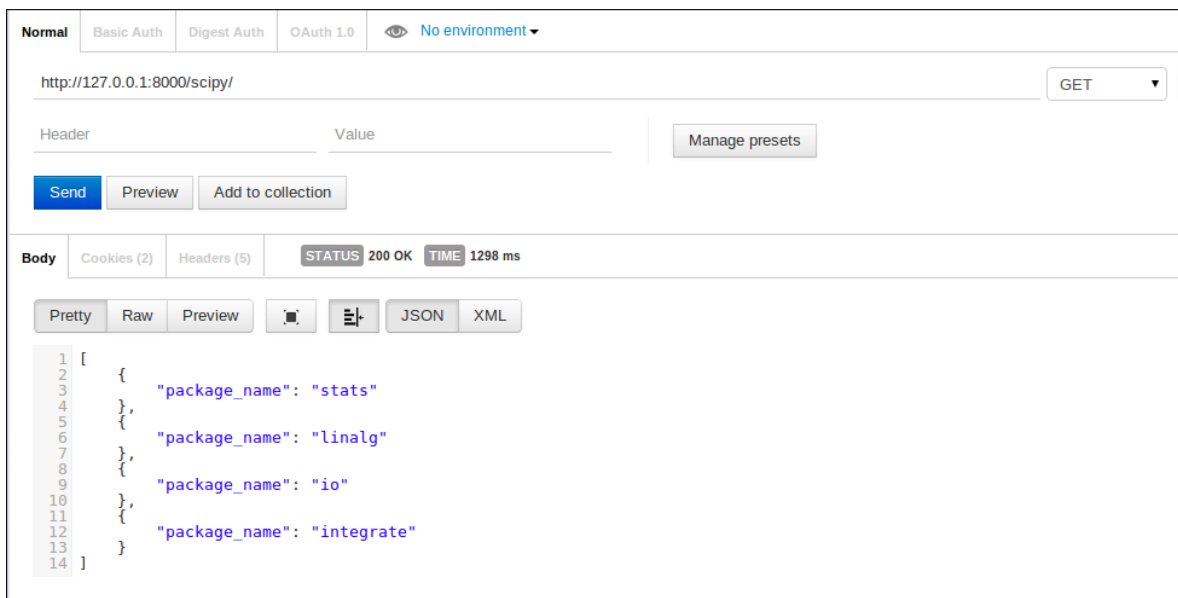 Normal Basic Auth Digest Auth OAuth 1.0 No environment
http://127.0.0.1:8000/scipy/ GET
Header Value Manage presets
Send Preview Add to collection
Body Cookies (2) Headers (5) STATUS 200 OK TIME 1298 ms
Pretty Raw Preview JSON XML
1 [
2 {
3 "package_name": "stats"
4 },
5 {
6 "package_name": "linalg"
7 },
8 {
9 "package_name": "io"
10 },
11 {
12 "package_name": "integrate"
13 }
14 ]